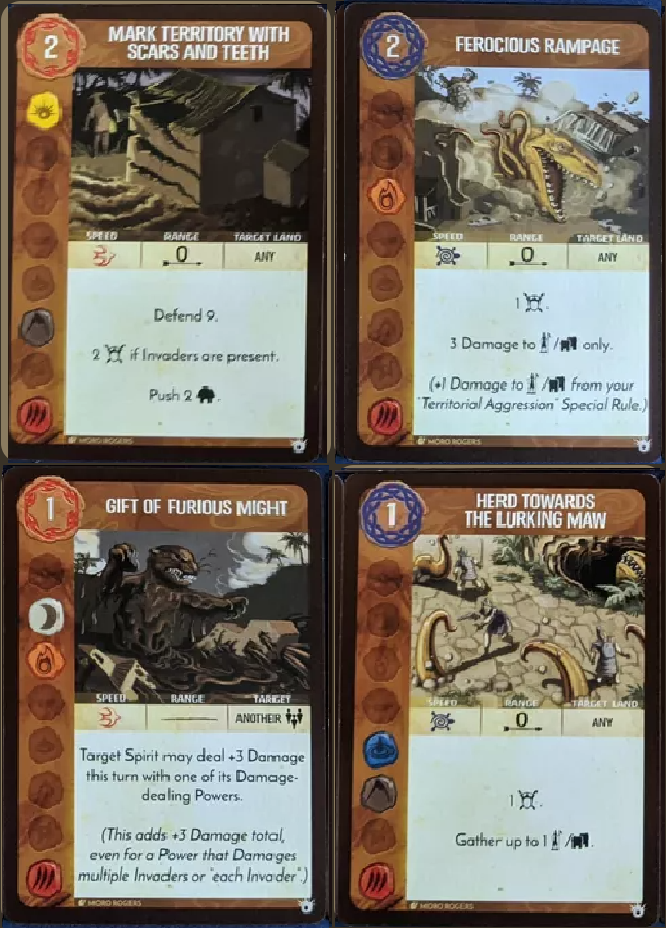 2
MARK TERRITORY WITH
SCARS AND TEETH
SPEED RANGE TARGET LAND
0 ANY
Defend 9.
2 if Invaders are present.
Push 2 .
MORO ROGERS
2
FEROCIOUS RAMPAGE
SPEED RANGE TARGET LAND
0 ANY
1 .
3 Damage to / only.
(+1 Damage to / from your
"Territorial Aggression" Special Rule.)
MORO ROGERS
1
GIFT OF FURIOUS MIGHT
SPEED RANGE TARGET
ANOTHER
Target Spirit may deal +3 Damage
this turn with one of its Damage-
dealing Powers.
(This adds +3 Damage total,
even for a Power that Damages
multiple Invaders or "each Invader".)
MORO ROGERS
1
HERD TOWARDS
THE LURKING MAW
SPEED RANGE TARGET LAND
0 ANY
1 .
Gather up to 1 / .
MORO ROGERS